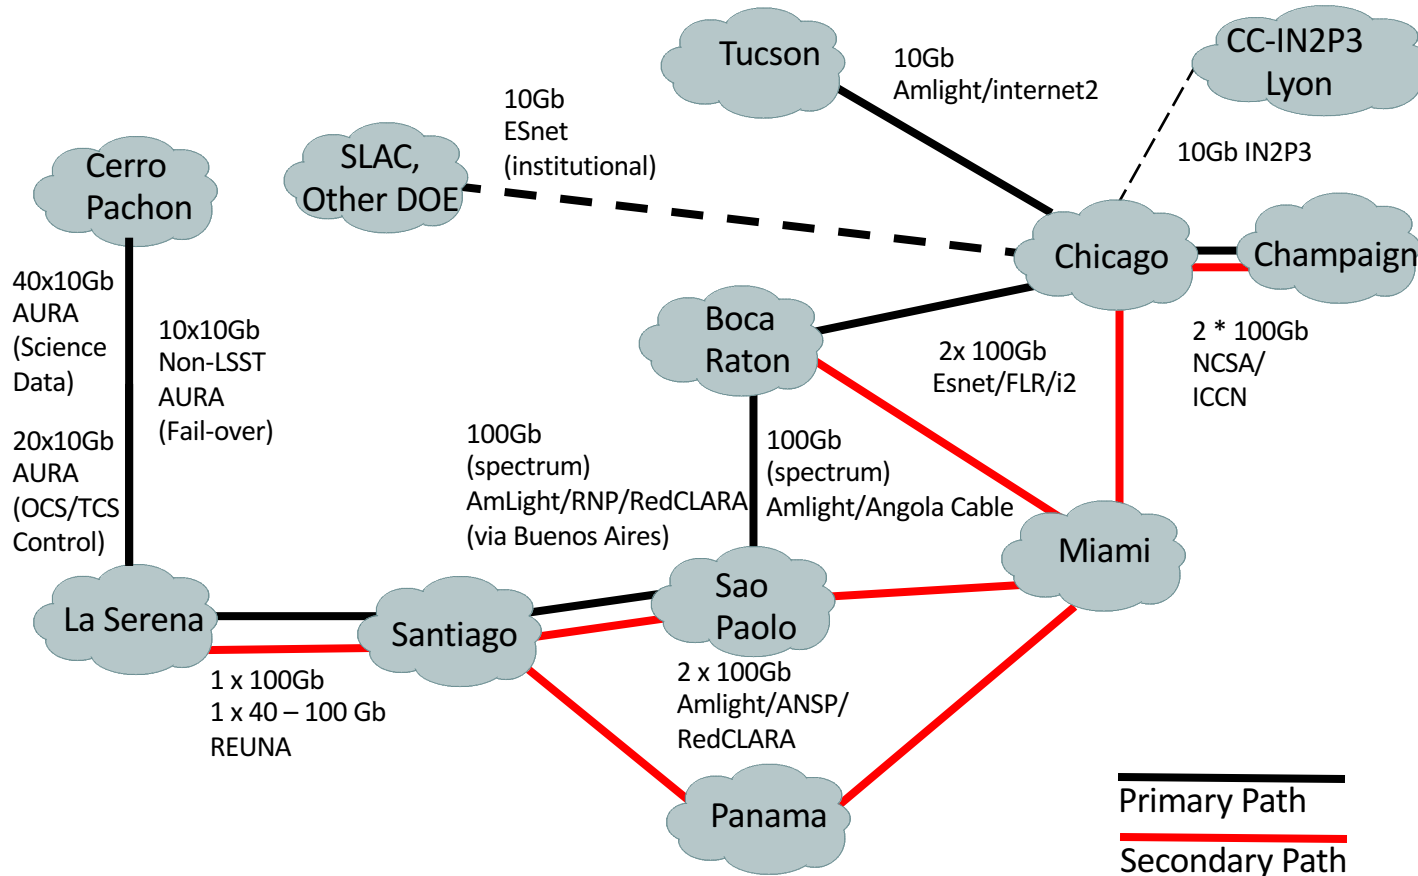 Tucson
10Gb
Amlight/internet2
CC-IN2P3
Lyon
10Gb
ESnet
(institutional)
10Gb IN2P3
Cerro
Pachon
SLAC,
Other DOE
Chicago
Champaign
40x10Gb
AURA
(Science
Data)
10x10Gb
Non-LSST
AURA
(Fail-over)
Boca
Raton
2x 100Gb
Esnet/FLR/i2
2 * 100Gb
NCSA/
ICCN
20x10Gb
AURA
(OCS/TCS
Control)
100Gb
(spectrum)
AmLight/RNP/RedCLARA
(via Buenos Aires)
100Gb
(spectrum)
Amlight/Angola Cable
Miami
La Serena
Santiago
Sao
Paolo
1 x 100Gb
1 x 40 – 100 Gb
REUNA
2 x 100Gb
Amlight/ANSP/
RedCLARA
Panama
Primary Path
Secondary Path